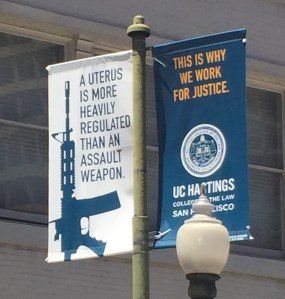 A UTERUS
IS MORE
HEAVILY
REGULATED
THAN AN
ASSAULT
WEAPON.
THIS IS WHY
WE WORK
FOR JUSTICE.
UC HASTINGS
COLLEGE OF THE LAW
SAN FRANCISCO